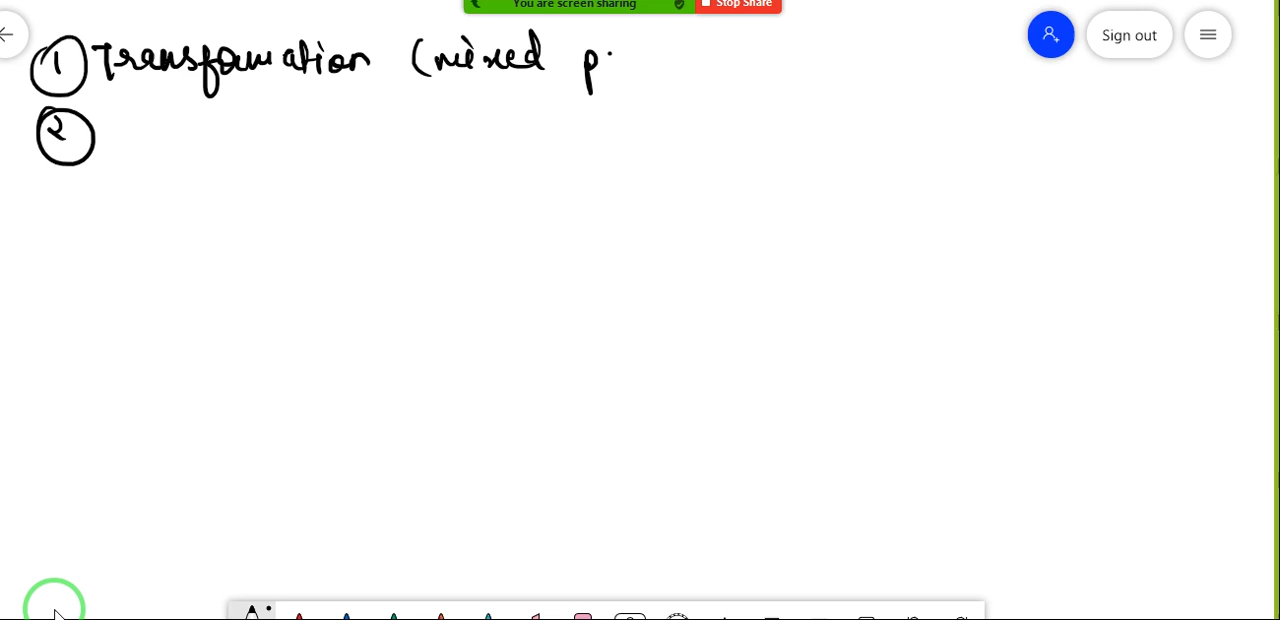 You are screen sharing Stop Share
Sign out
① Transformation (mixed p
②